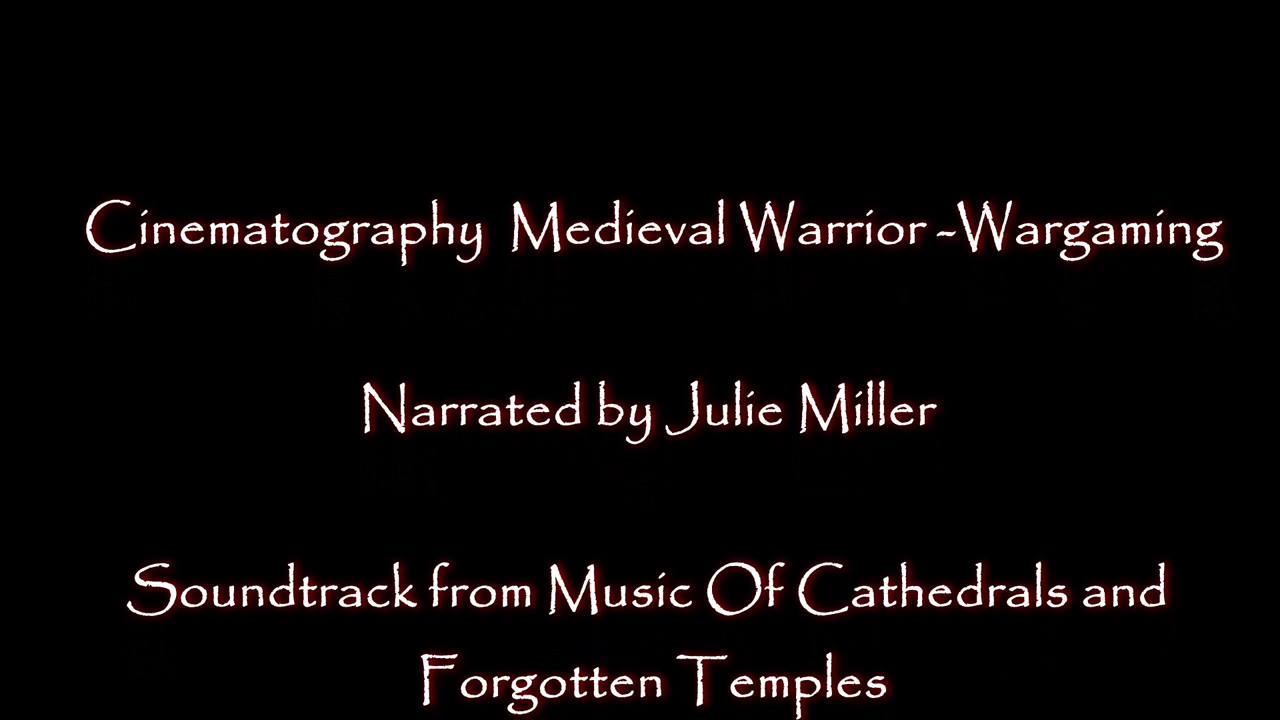 Cinematography Medieval Warrior -Wargaming
Narrated by Julie Miller
Soundtrack from Music Of Cathedrals and
Forgotten Temples